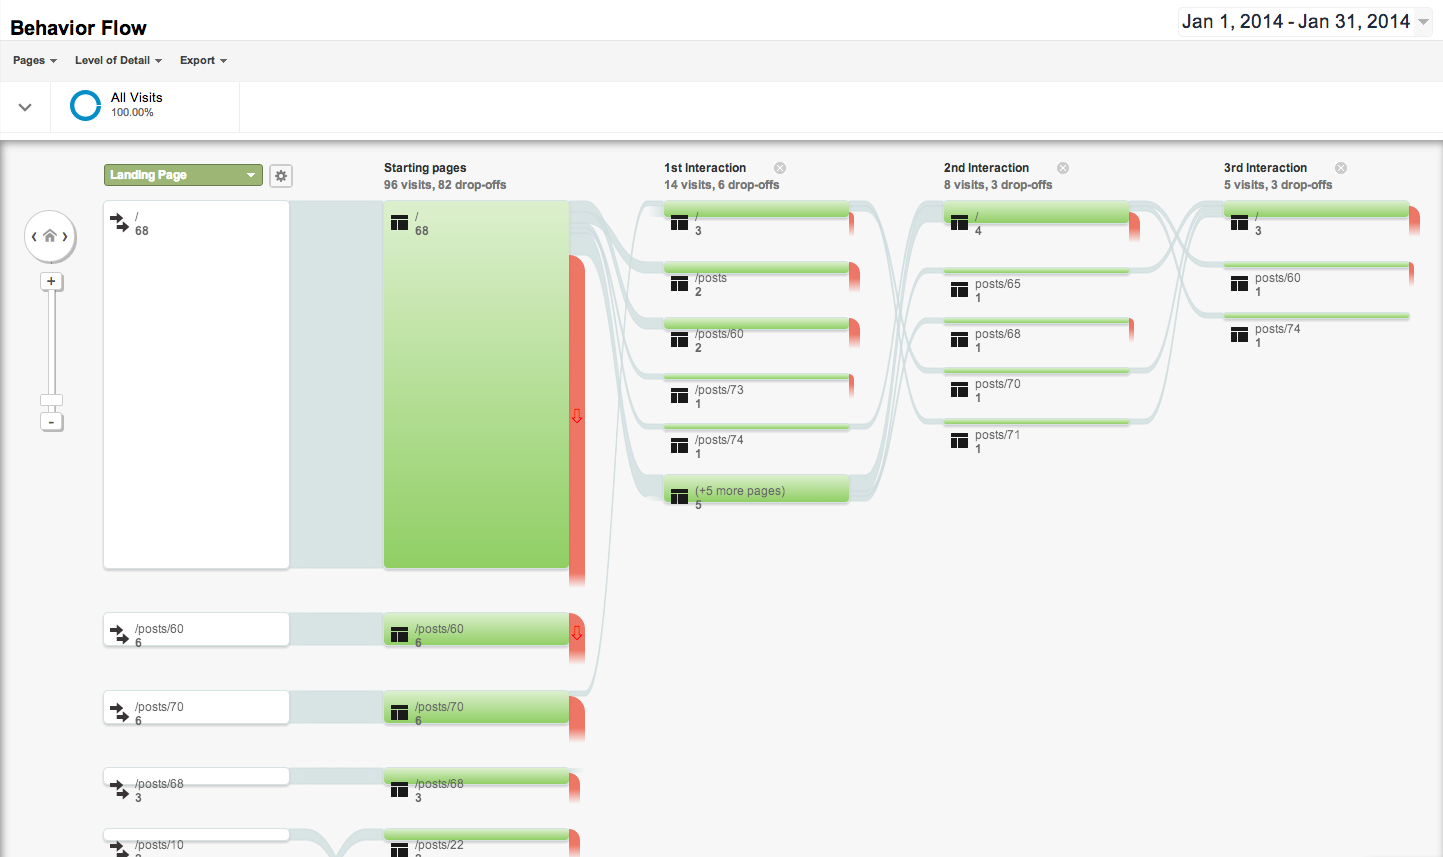 Behavior Flow
Jan 1, 2014 - Jan 31, 2014
Pages
Level of Detail
Export
All Visits
100.00%
Landing Page
Starting pages
96 visits, 82 drop-offs
1st Interaction
14 visits, 6 drop-offs
2nd Interaction
8 visits, 3 drop-offs
3rd Interaction
5 visits, 3 drop-offs
+
-
/
68
/posts/60
6
/posts/70
6
/posts/68
3
/posts/10
/
68
/posts/60
6
/posts/70
6
/posts/68
3
/posts/22
/
3
/posts
2
/posts/60
2
/posts/73
1
/posts/74
1
(+5 more pages)
5
/
4
posts/65
1
posts/68
1
posts/70
1
posts/71
1
/
3
posts/60
1
posts/74
1